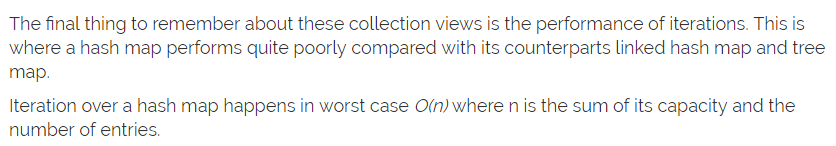 The final thing to remember about these collection views is the performance of iterations. This is
where a hash map performs quite poorly compared with its counterparts linked hash map and tree
map.
Iteration over a hash map happens in worst case O(n) where n is the sum of its capacity and the
number of entries.